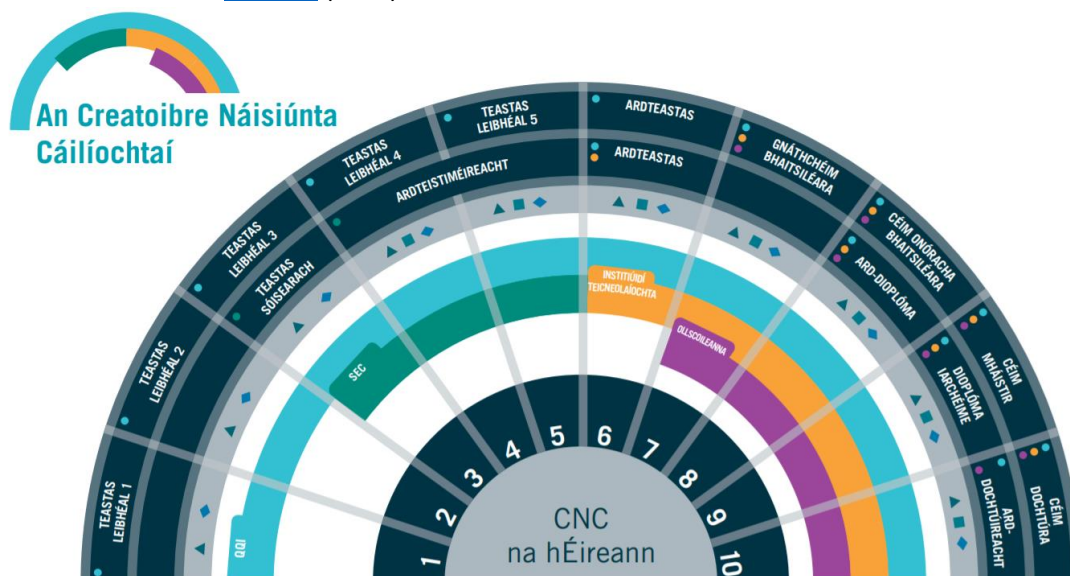 An Creatoibre Náisiúnta
Cáilíochtaí
TEASTAS
LEIBHÉAL 1
TEASTAS
LEIBHÉAL 2
TEASTAS
LEIBHÉAL 3
TEASTAS
LEIBHÉAL 4
TEASTAS
LEIBHÉAL 5
ARDTEASTAS
GNÁTHCHÉIM
BHAITSILÉARA
CÉIM ONÓRACHA
BHAITSILÉARA
CÉIM
MHÁISTIR
CÉIM
DOCHTÚRA
TEASTAS
SÓISEARACH
ARDTEISTIMÉIREACHT
ARDTEASTAS
ARD-DIOPLÓMA
DIOPLÓMA
IARCHÉIME
ARD-
DOCHTÚIREACHT
QQI
SEC
INSTITIÚIDÍ
TEICNEOLAÍOCHTA
OLLSCOILEANNA
1
2
3
4
5
6
7
8
9
10
CNC
na hÉireann